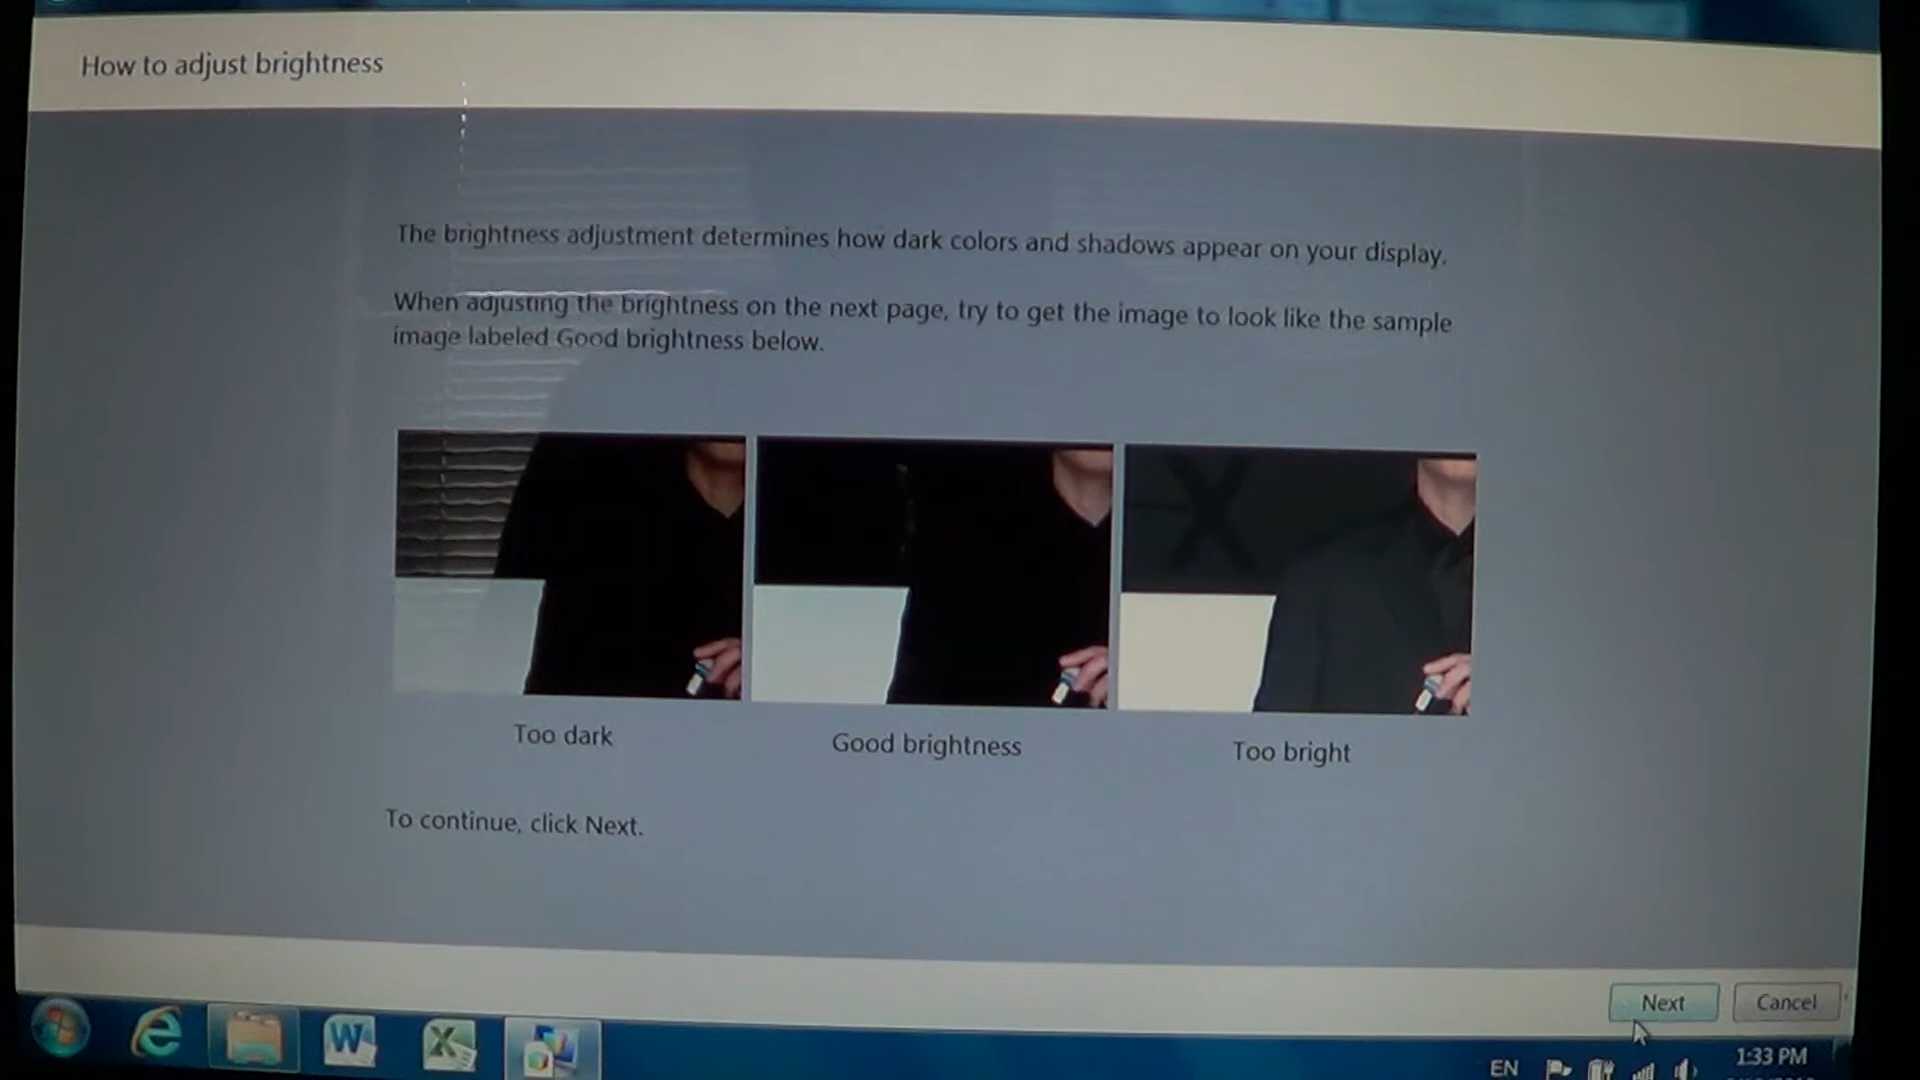 How to adjust brightness
The brightness adjustment determines how dark colors and shadows appear on your display.
When adjusting the brightness on the next page, try to get the image to look like the sample
image labeled Good brightness below.
Too dark
Good brightness
Too bright
To continue, click Next.
Next
Cancel
EN
1:33 PM